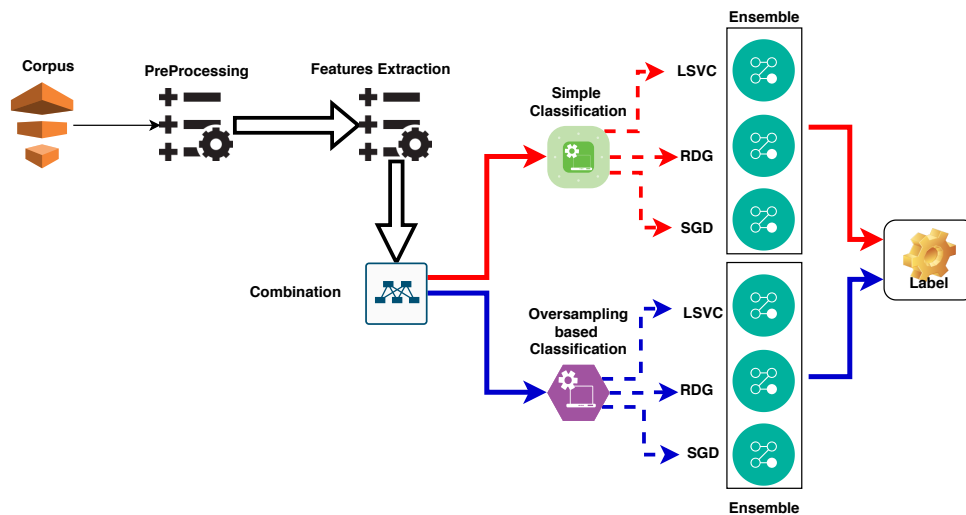 Corpus
PreProcessing
Features Extraction
Combination
Simple
Classification
LSVC
RDG
SGD
Ensemble
Oversampling
based
Classification
LSVC
RDG
SGD
Ensemble
Label